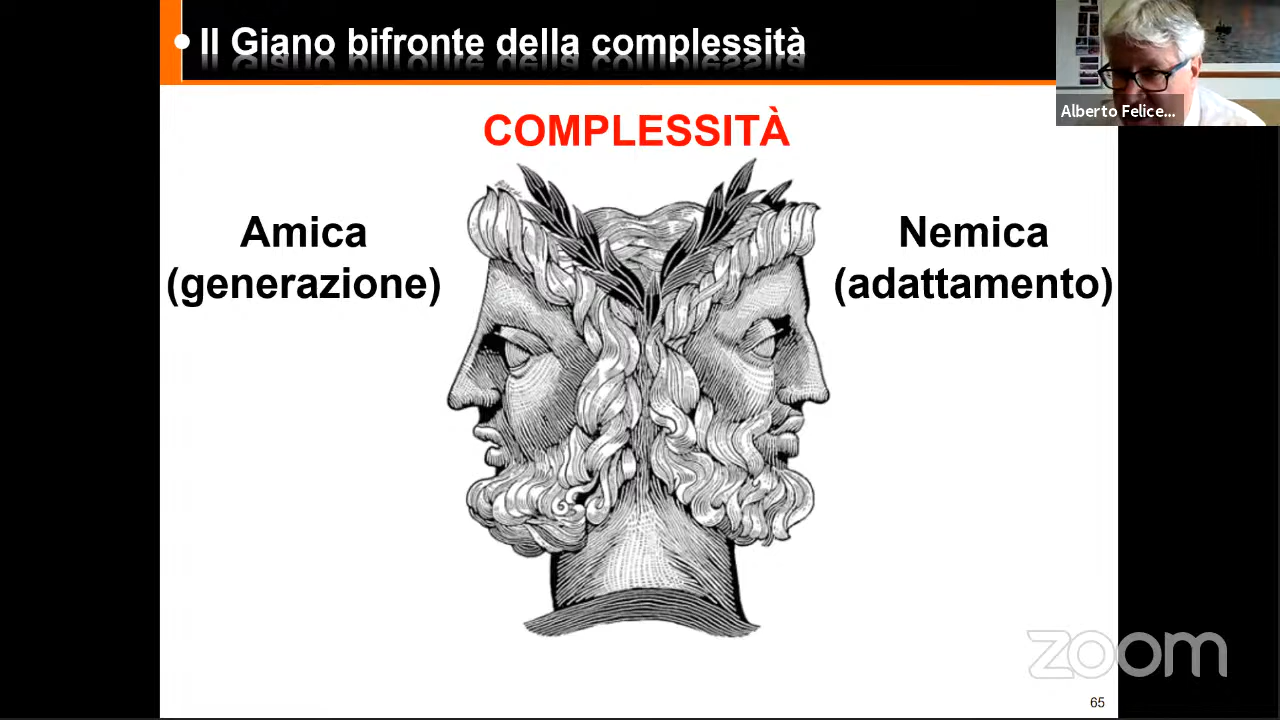 Il Giano bifronte della complessità
Alberto Felice...
COMPLESSITÀ
Amica
(generazione)
Nemica
(adattamento)
zoom
65